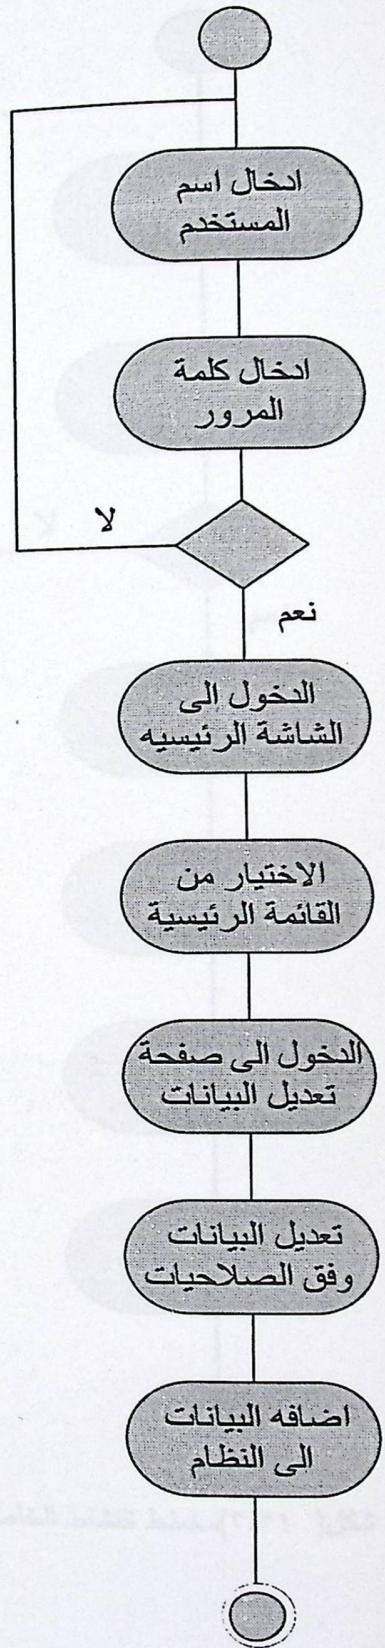 ادخال اسم
المستخدم
ادخال كلمة
المرور
لا
نعم
الدخول الى
الشاشة الرئيسيه
الاختيار من
القائمة الرئيسية
الدخول الى صفحة
تعديل البيانات
تعديل البيانات
وفق الصلاحيات
اضافه البيانات
الى النظام